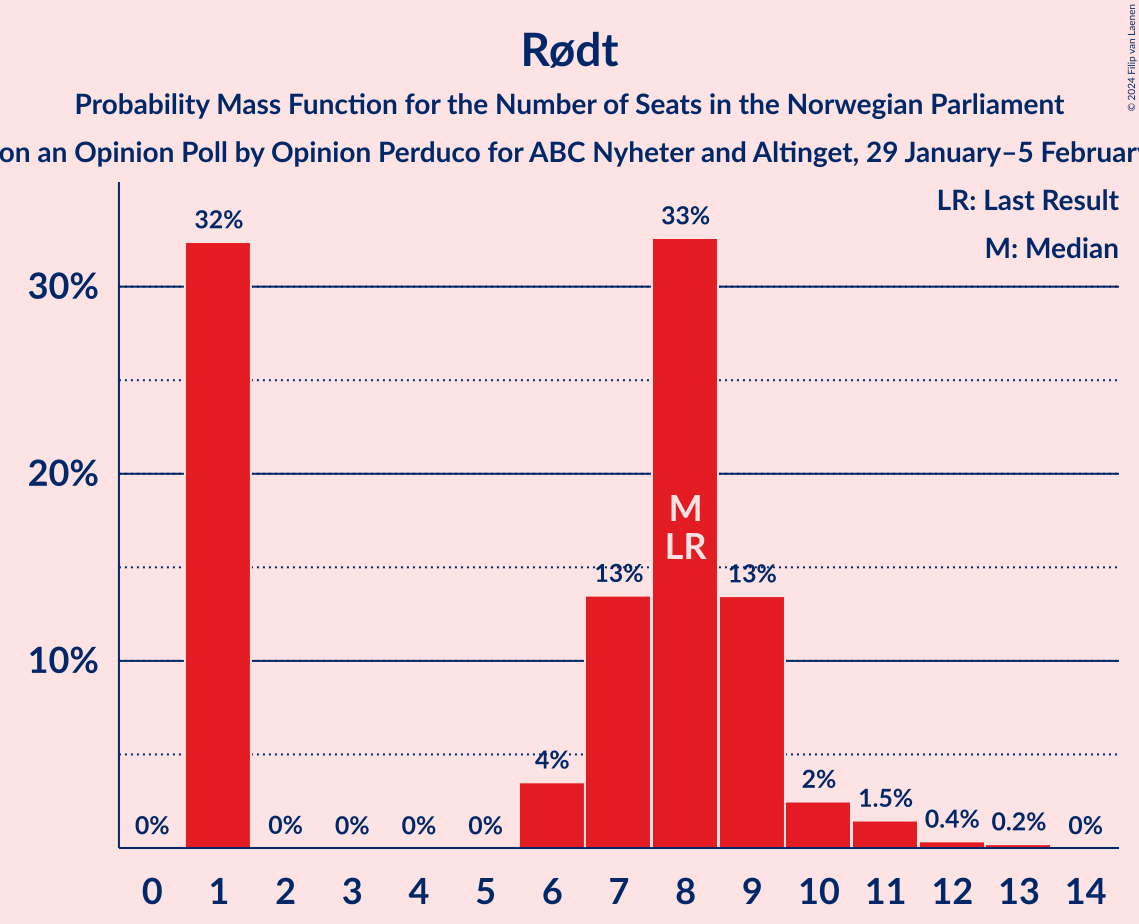 Rødt
Probability Mass Function for the Number of Seats in the Norwegian Parliament
on an Opinion Poll by Opinion Perduco for ABC Nyheter and Altinget, 29 January–5 February
© 2024 Filip van Laenen
LR: Last Result
M: Median
30%
20%
10%
0%
32%
0%
0%
0%
0%
4%
13%
33%
13%
2%
1.5%
0.4%
0.2%
0%
M
LR
0 1 2 3 4 5 6 7 8 9 10 11 12 13 14